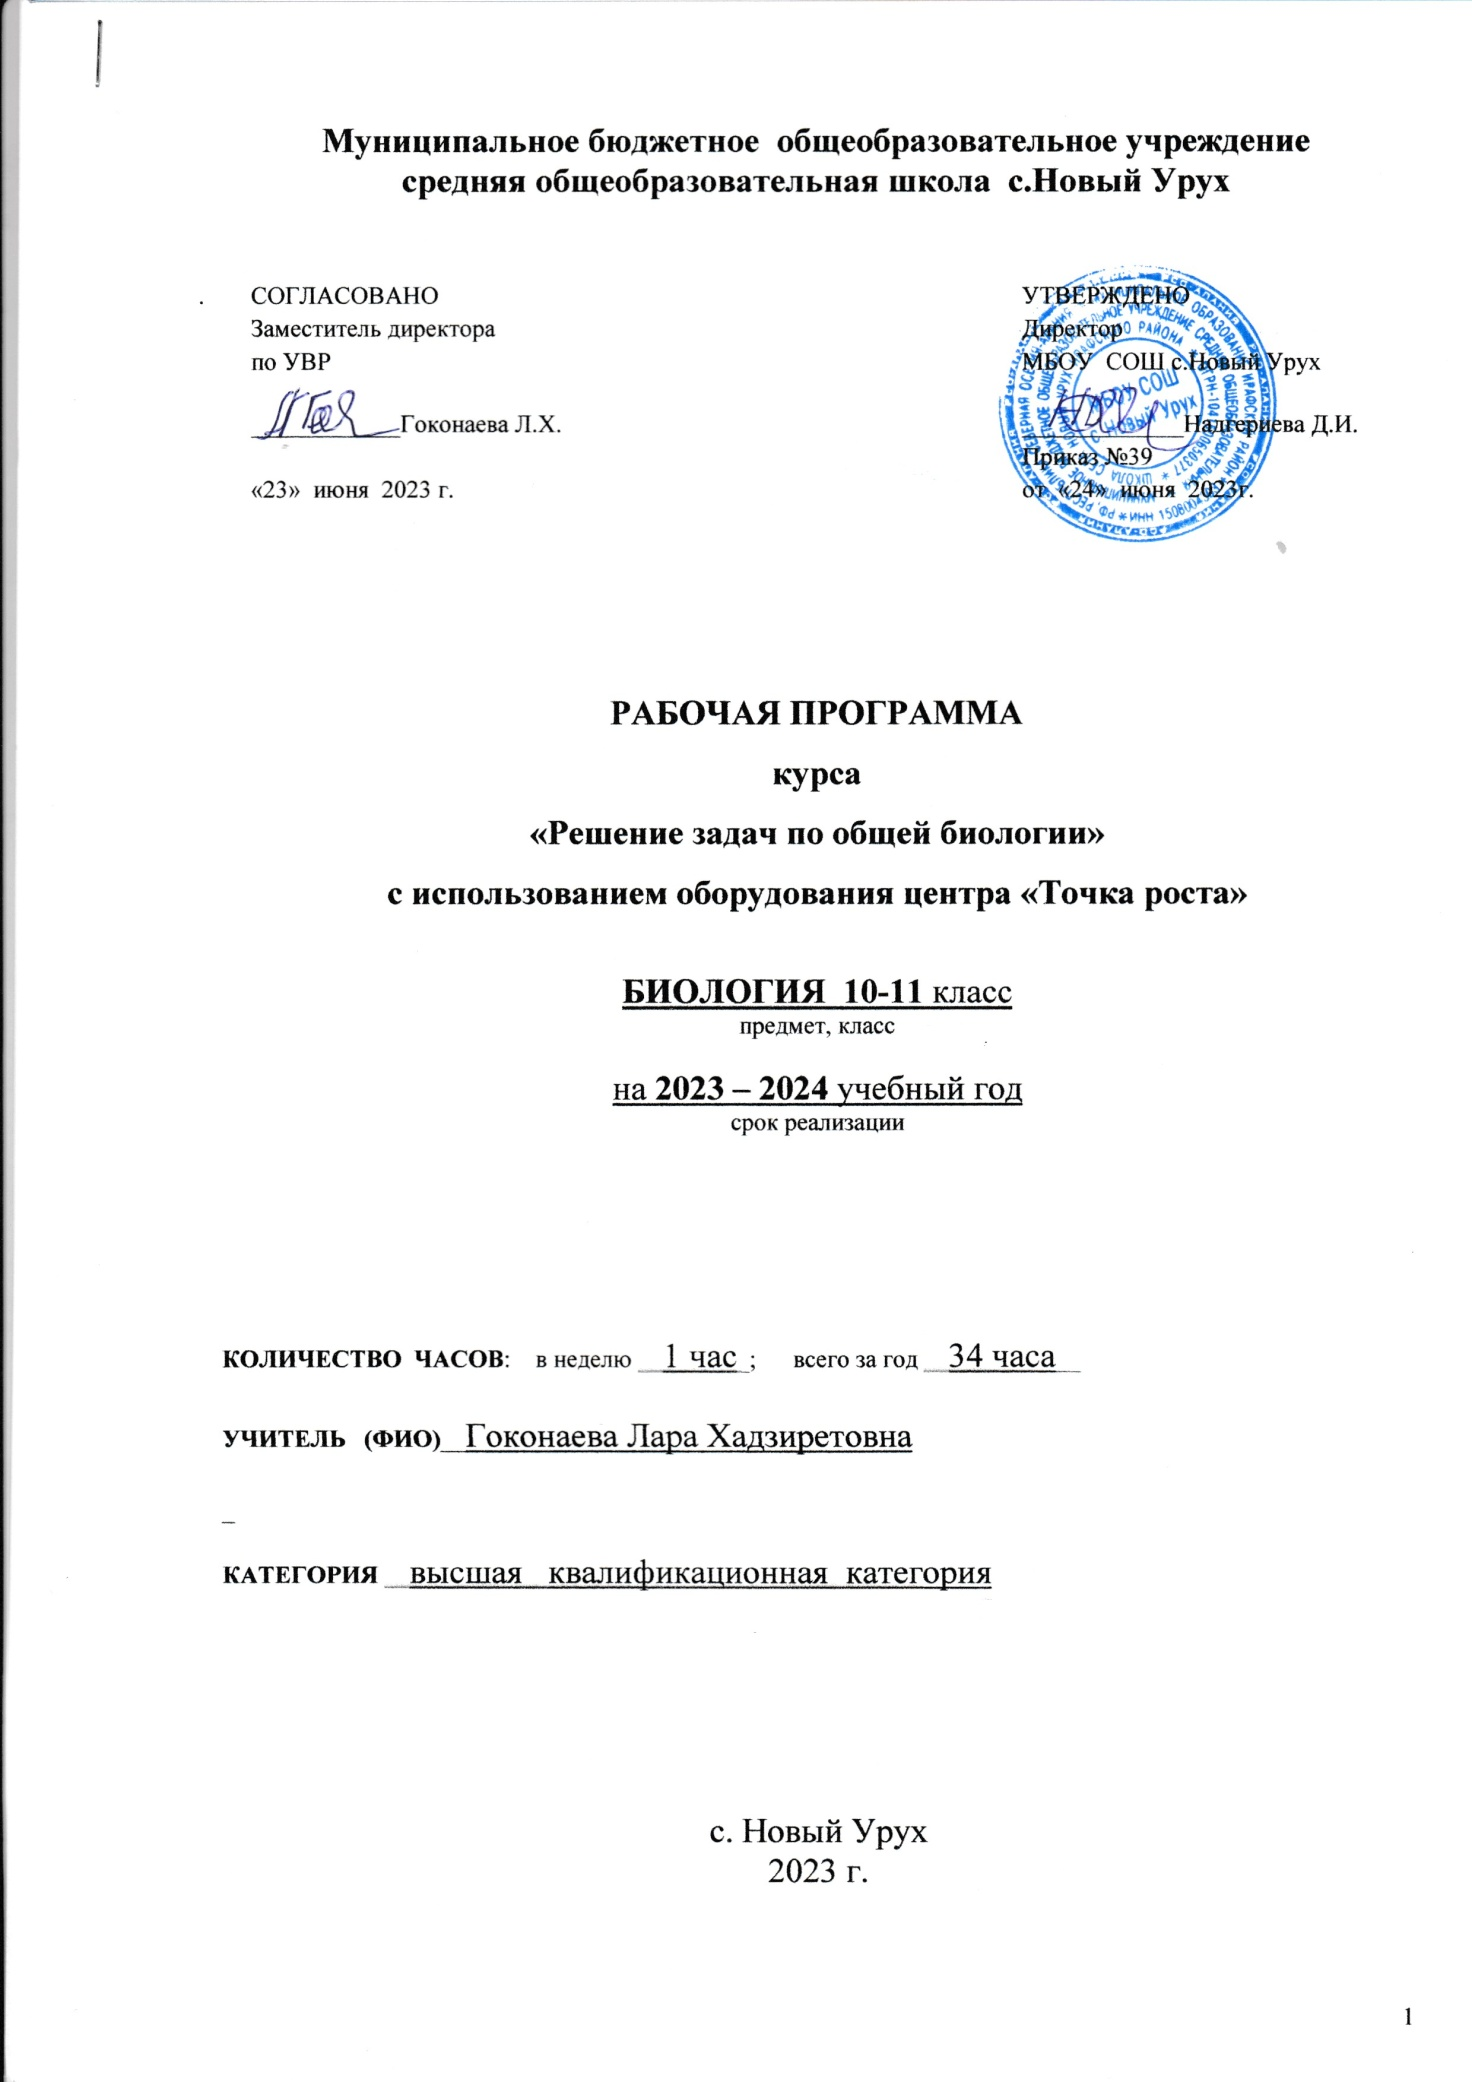 Муниципальное бюджетное общеобразовательное учреждение
средняя общеобразовательная школа с.Новый Урух
СОГЛАСОВАНО
Заместитель директора
по УВР
Гоконаева Л.Х.
«23» июня 2023 г.
УТВЕРЖДЕНО
Директор
МБОУ СОШ с.Новый Урух
Надгериева Д.И.
Приказ №39
от «24» июня 2023г.
МБОУ СОШ
с Новый Урух
РАБОЧАЯ ПРОГРАММА
курса
«Решение задач по общей биологии»
с использованием оборудования центра «Точка роста»
БИОЛОГИЯ 10-11 класс
предмет, класс
на 2023 – 2024 учебный год
срок реализации
КОЛИЧЕСТВО ЧАСОВ: в неделю 1 час ; всего за год 34 часа
УЧИТЕЛЬ (ФИО) Гоконаева Лара Хадзиретовна
КАТЕГОРИЯ высшая квалификационная категория
с. Новый Урух
2023 г.
1